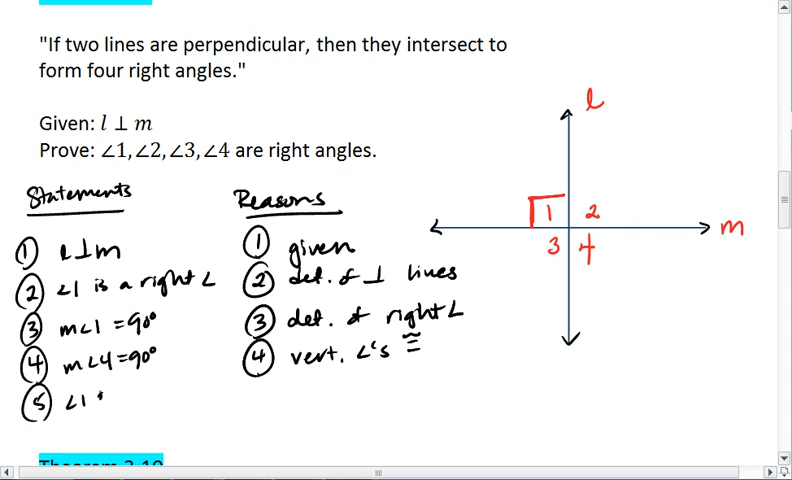 "If two lines are perpendicular, then they intersect to
form four right angles."
Given: l ⊥ m
Prove: ∠1, ∠2, ∠3, ∠4 are right angles.
Statements
① l⊥m
② ∠1 is a right ∠
③ m∠1 = 90°
④ m∠4 = 90°
⑤ ∠1
Reasons
① given
② def. of ⊥ lines
③ def. of right ∠
④ vert. ∠'s ≅
l
1 2
m
3 4